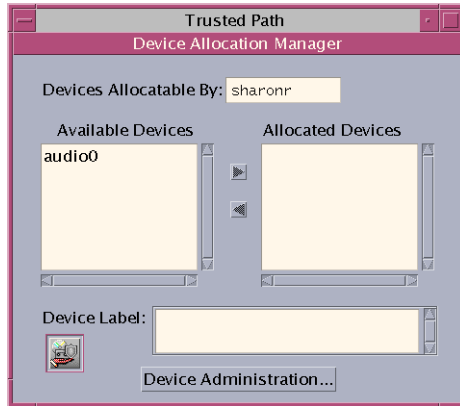 Trusted Path
Device Allocation Manager
Devices Allocatable By: sharonr
Available Devices
Allocated Devices
audio0
Device Label:
Device Administration...